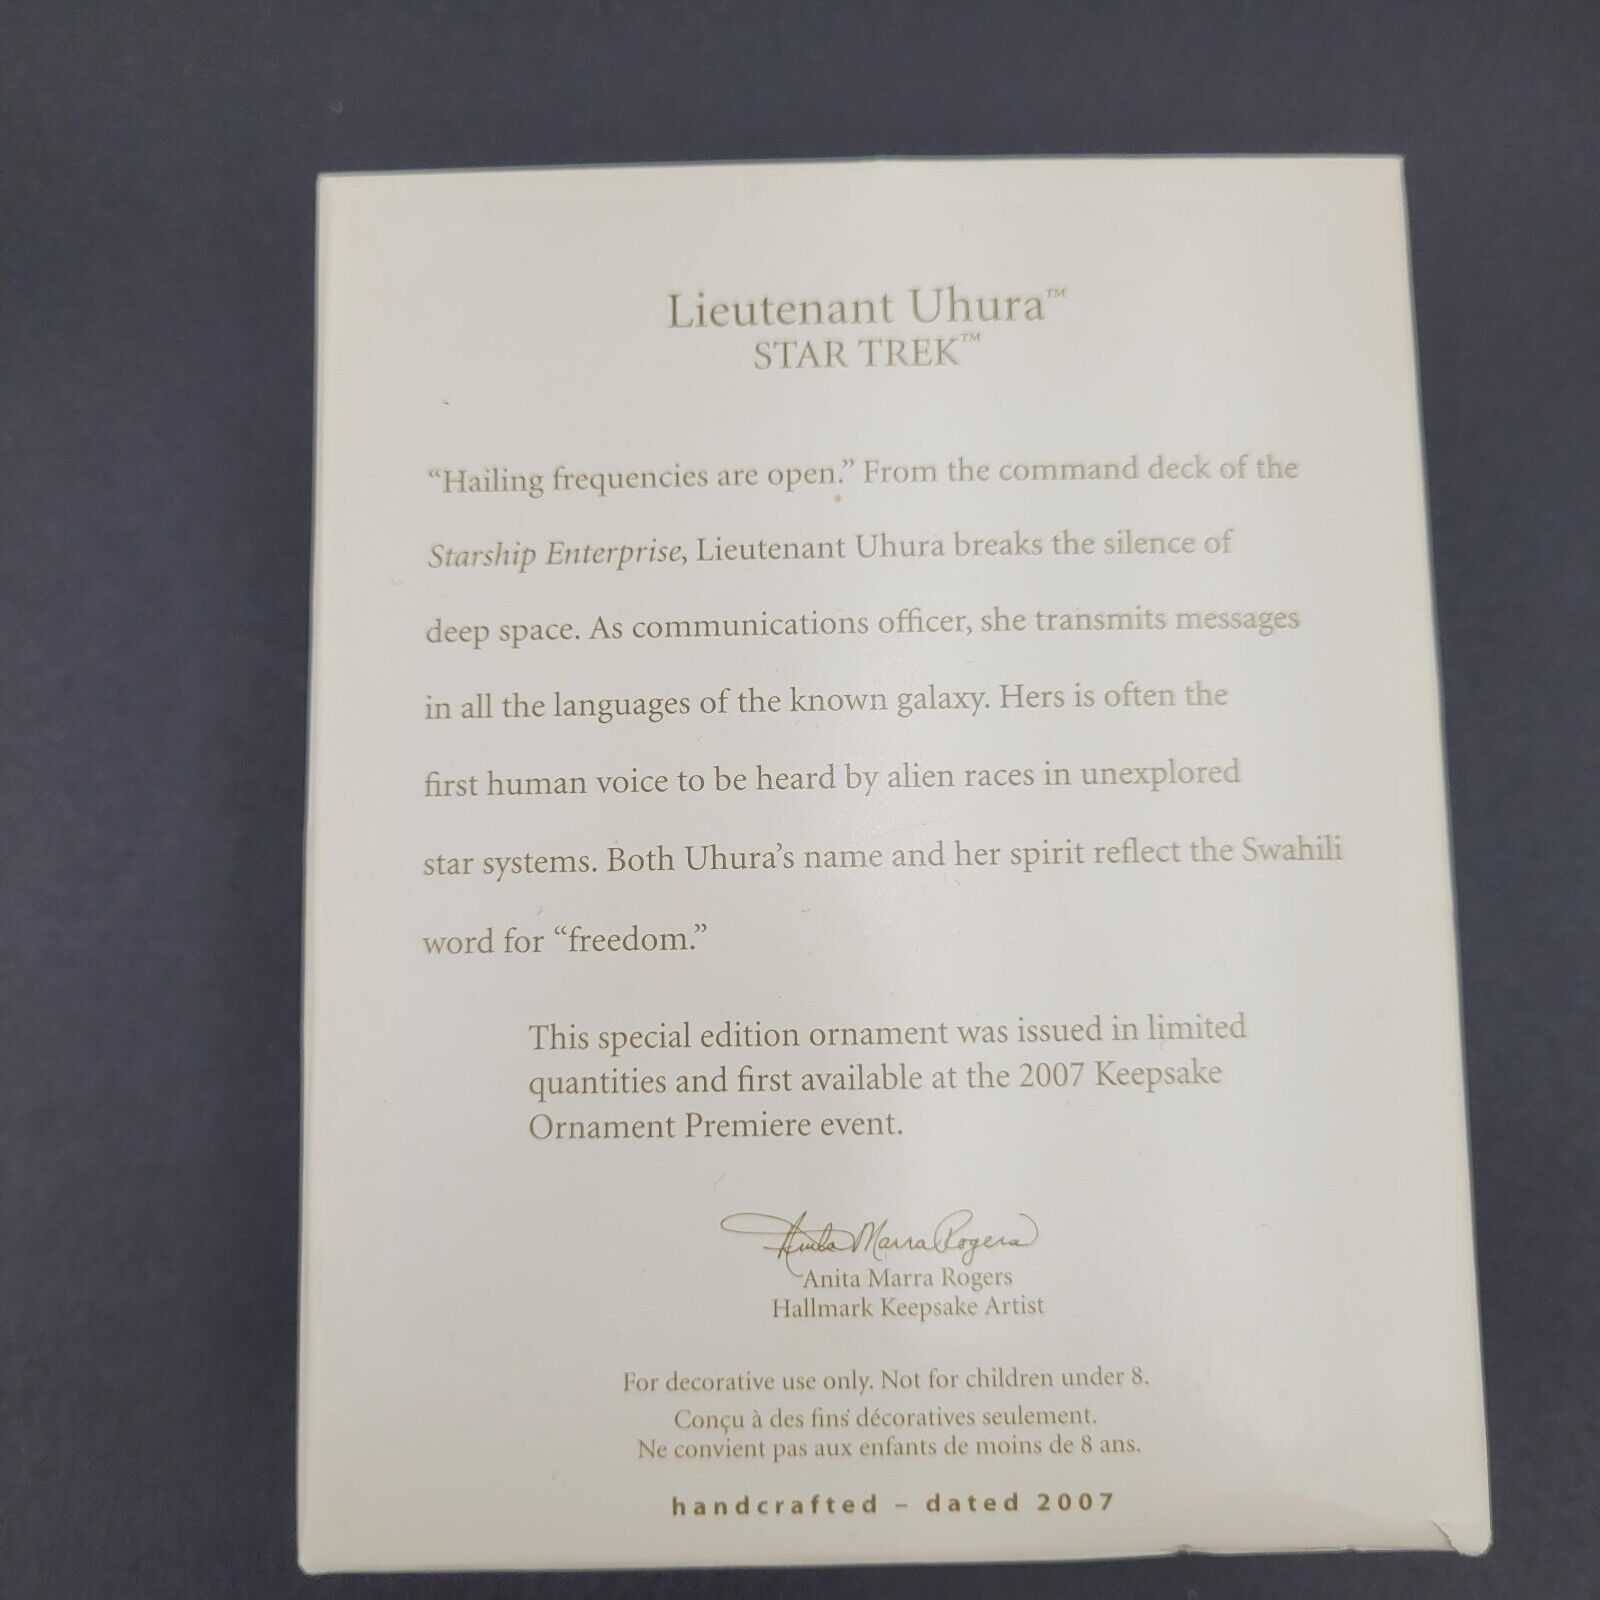 Lieutenant Uhura™
STAR TREK™
“Hailing frequencies are open.” From the command deck of the
Starship Enterprise, Lieutenant Uhura breaks the silence of
deep space. As communications officer, she transmits messages
in all the languages of the known galaxy. Hers is often the
first human voice to be heard by alien races in unexplored
star systems. Both Uhura’s name and her spirit reflect the Swahili
word for “freedom.”
This special edition ornament was issued in limited
quantities and first available at the 2007 Keepsake
Ornament Premiere event.
Anita Marra Rogers
Anita Marra Rogers
Hallmark Keepsake Artist
For decorative use only. Not for children under 8.
Conçu à des fins décoratives seulement.
Ne convient pas aux enfants de moins de 8 ans.
handcrafted – dated 2007